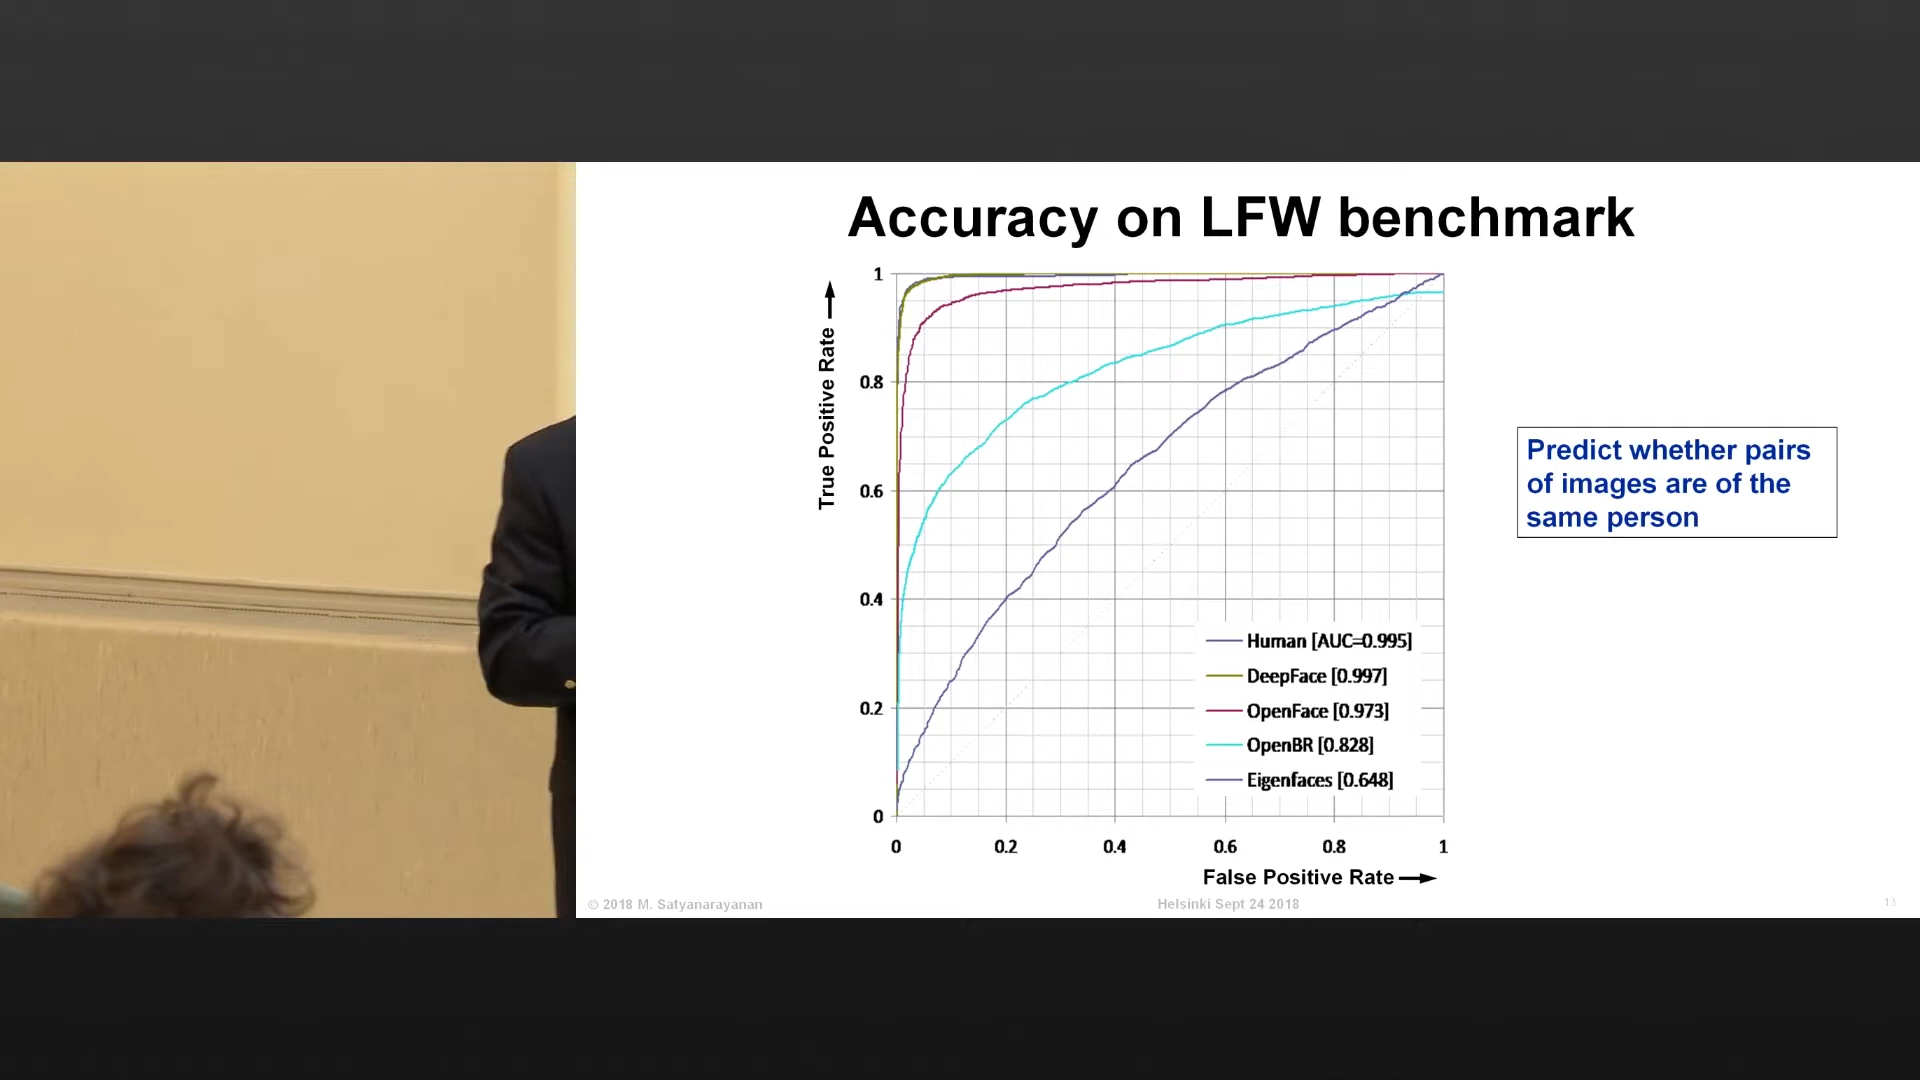 Accuracy on LFW benchmark
True Positive Rate
1
0.8
0.6
0.4
0.2
0
0
0.2
0.4
0.6
0.8
1
False Positive Rate
Human [AUC=0.995]
DeepFace [0.997]
OpenFace [0.973]
OpenBR [0.828]
Eigenfaces [0.648]
Predict whether pairs
of images are of the
same person
© 2018 M. Satyanarayanan
Helsinki Sept 24 2018
13